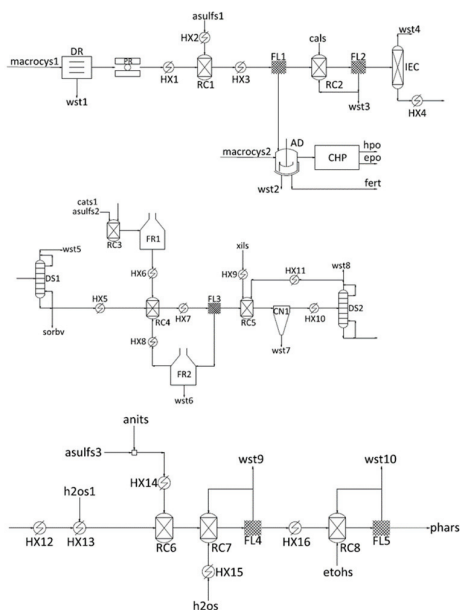 asulfs1
HX2
cals
wst4
macrocys1
DR
PR
HX1
RC1
HX3
FL1
RC2
FL2
IEC
wst1
wst3
HX4
macrocys2
AD
CHP
hpo
epo
wst2
fert
cats1
asulfs2
RC3
FR1
xils
wst5
HX6
HX9
HX11
wst8
DS1
HX5
RC4
HX7
FL3
RC5
CN1
HX10
DS2
sorbv
HX8
FR2
wst7
wst6
anits
asulfs3
wst9
wst10
h2os1
HX14
HX12
HX13
RC6
RC7
FL4
HX16
RC8
FL5
phars
HX15
etohs
h2os